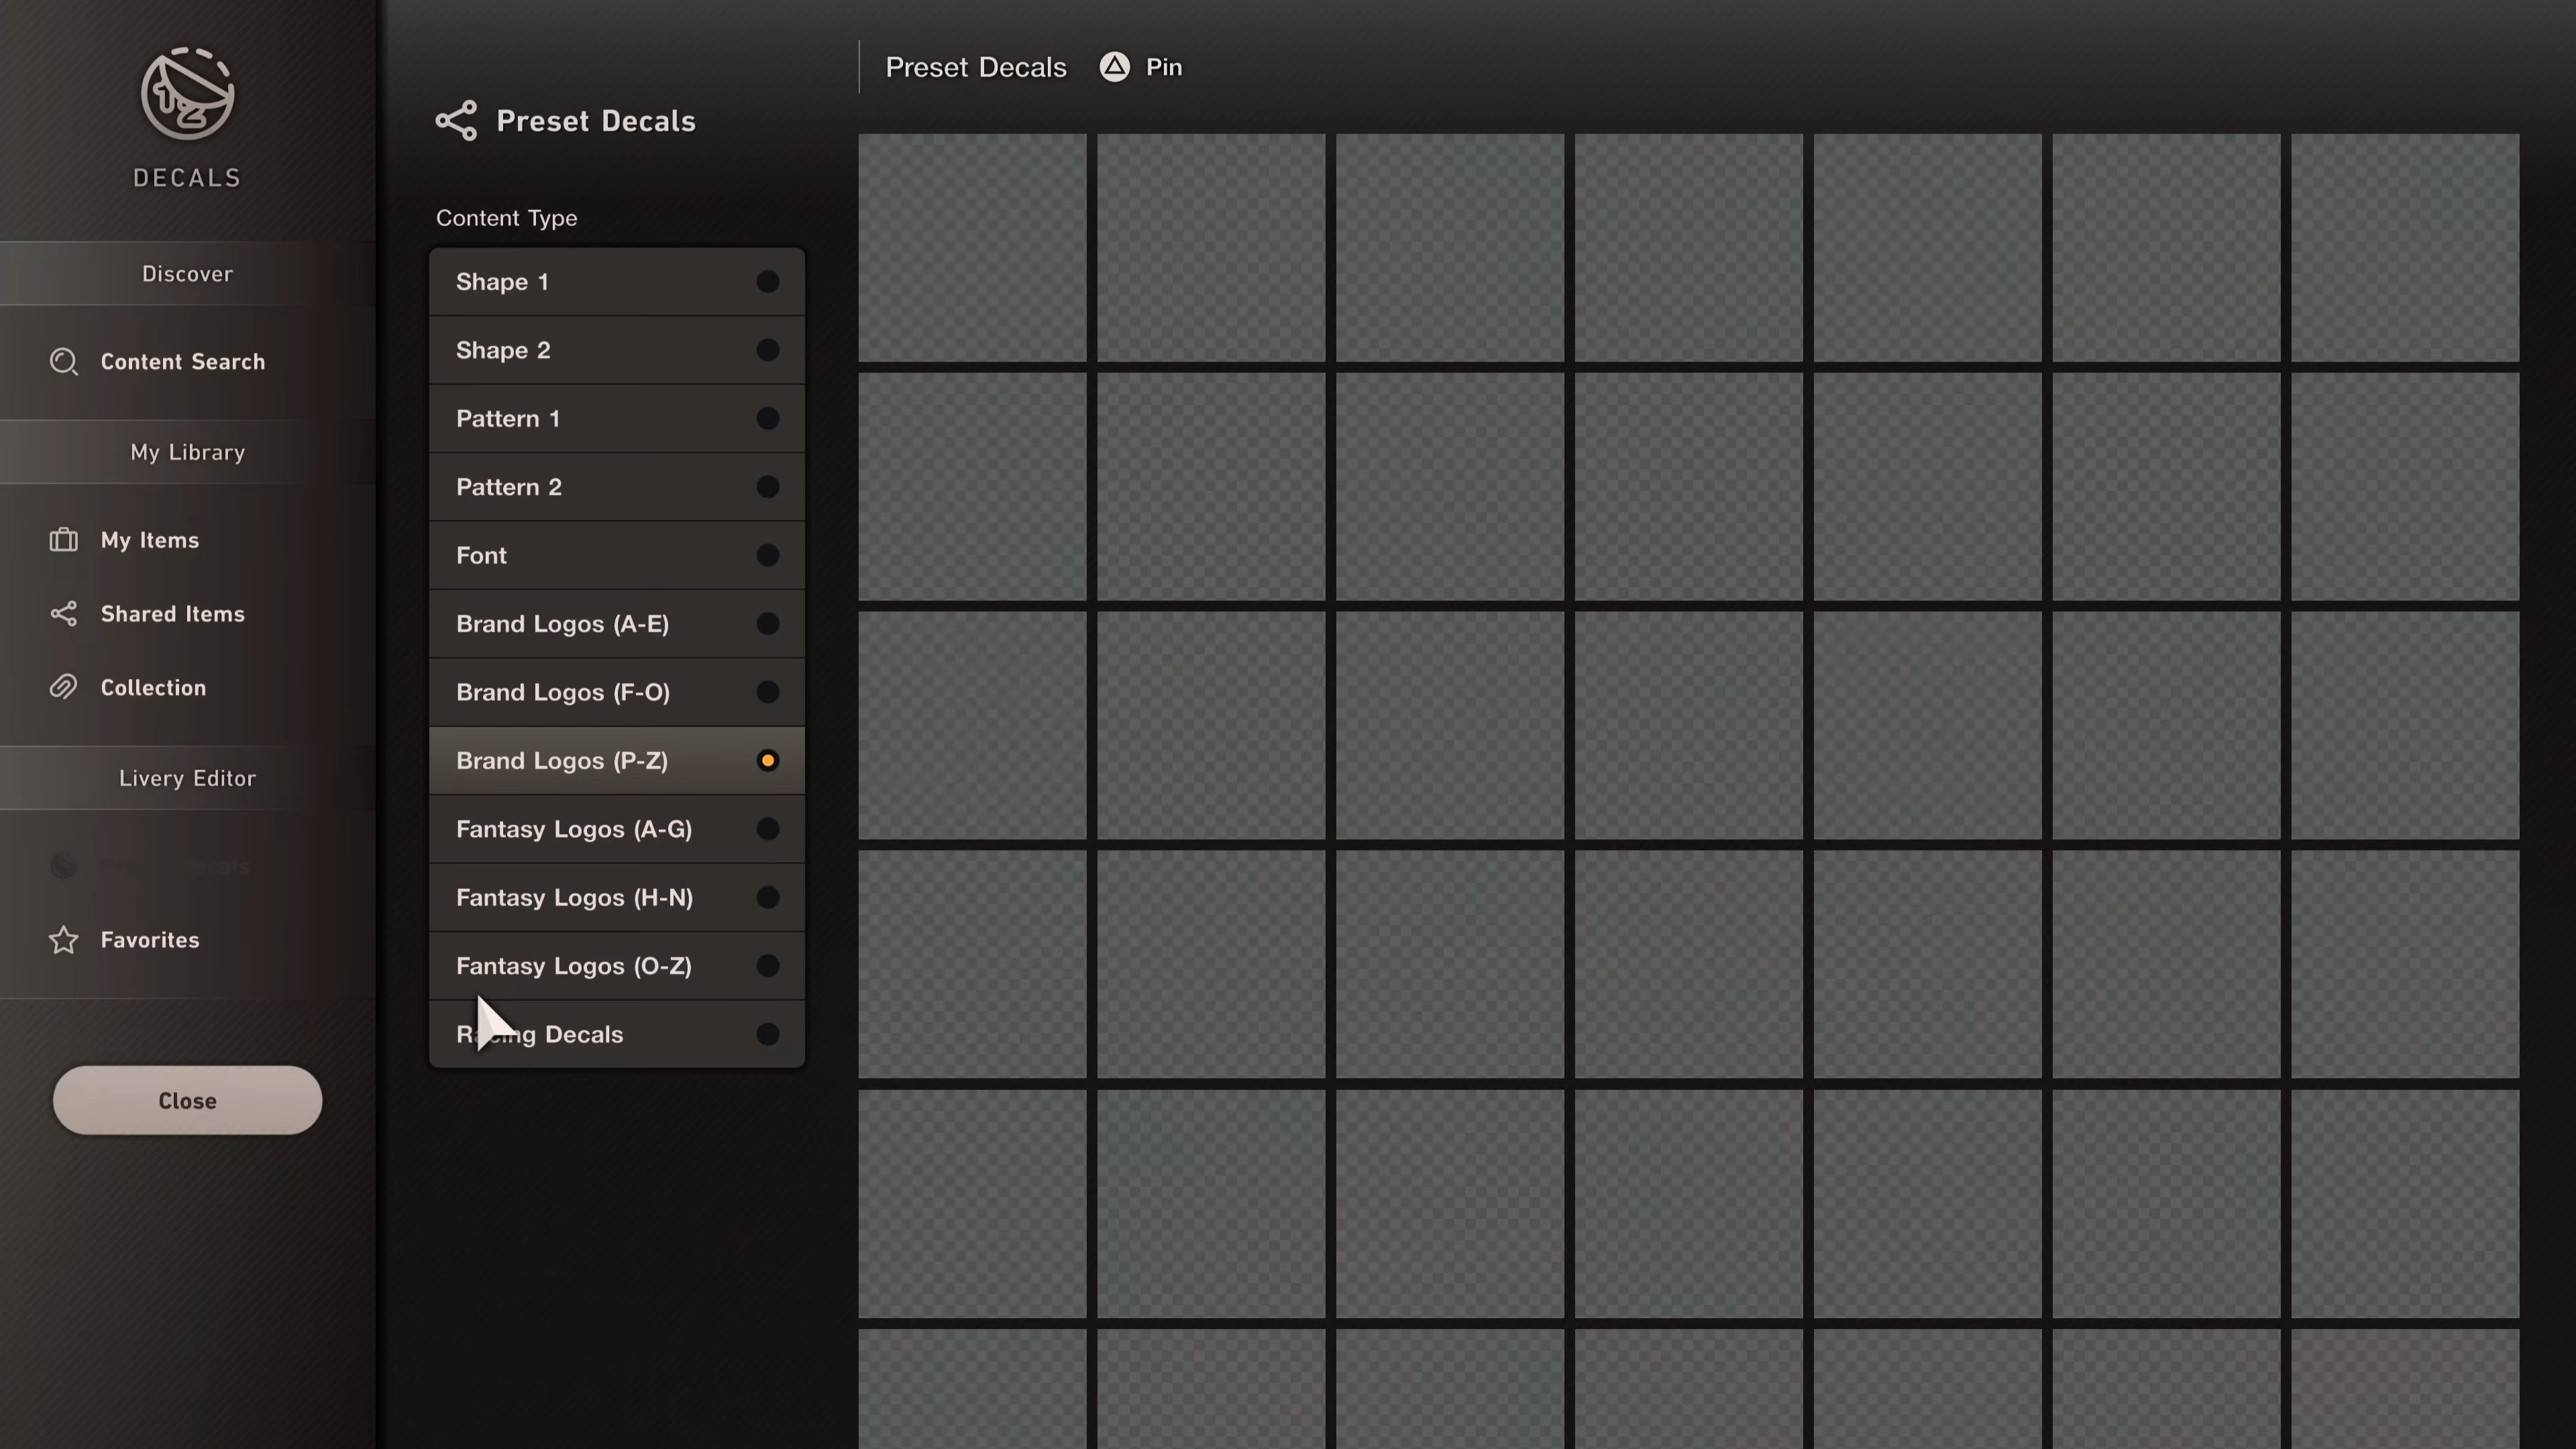 DECALS
Discover
Content Search
My Library
My Items
Shared Items
Collection
Livery Editor
Favorites
Close
Preset Decals
Content Type
Shape 1
Shape 2
Pattern 1
Pattern 2
Font
Brand Logos (A-E)
Brand Logos (F-O)
Brand Logos (P-Z)
Fantasy Logos (A-G)
Fantasy Logos (H-N)
Fantasy Logos (O-Z)
Racing Decals
Preset Decals Pin